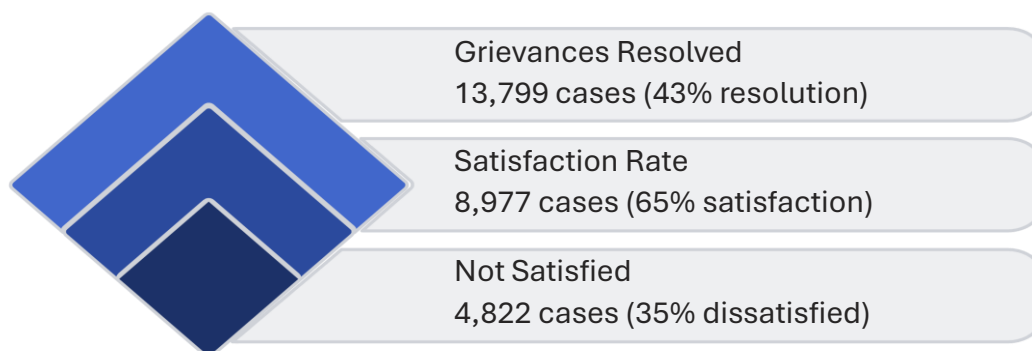 Grievances Resolved
13,799 cases (43% resolution)
Satisfaction Rate
8,977 cases (65% satisfaction)
Not Satisfied
4,822 cases (35% dissatisfied)